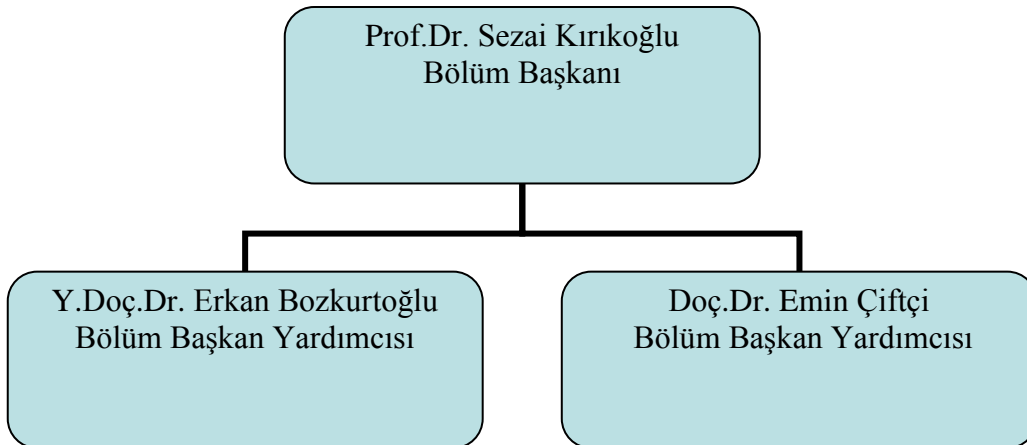 Prof.Dr. Sezai Kırıkoğlu
Bölüm Başkanı
Y.Doç.Dr. Erkan Bozkurtoğlu
Bölüm Başkan Yardımcısı
Doç.Dr. Emin Çiftçi
Bölüm Başkan Yardımcısı